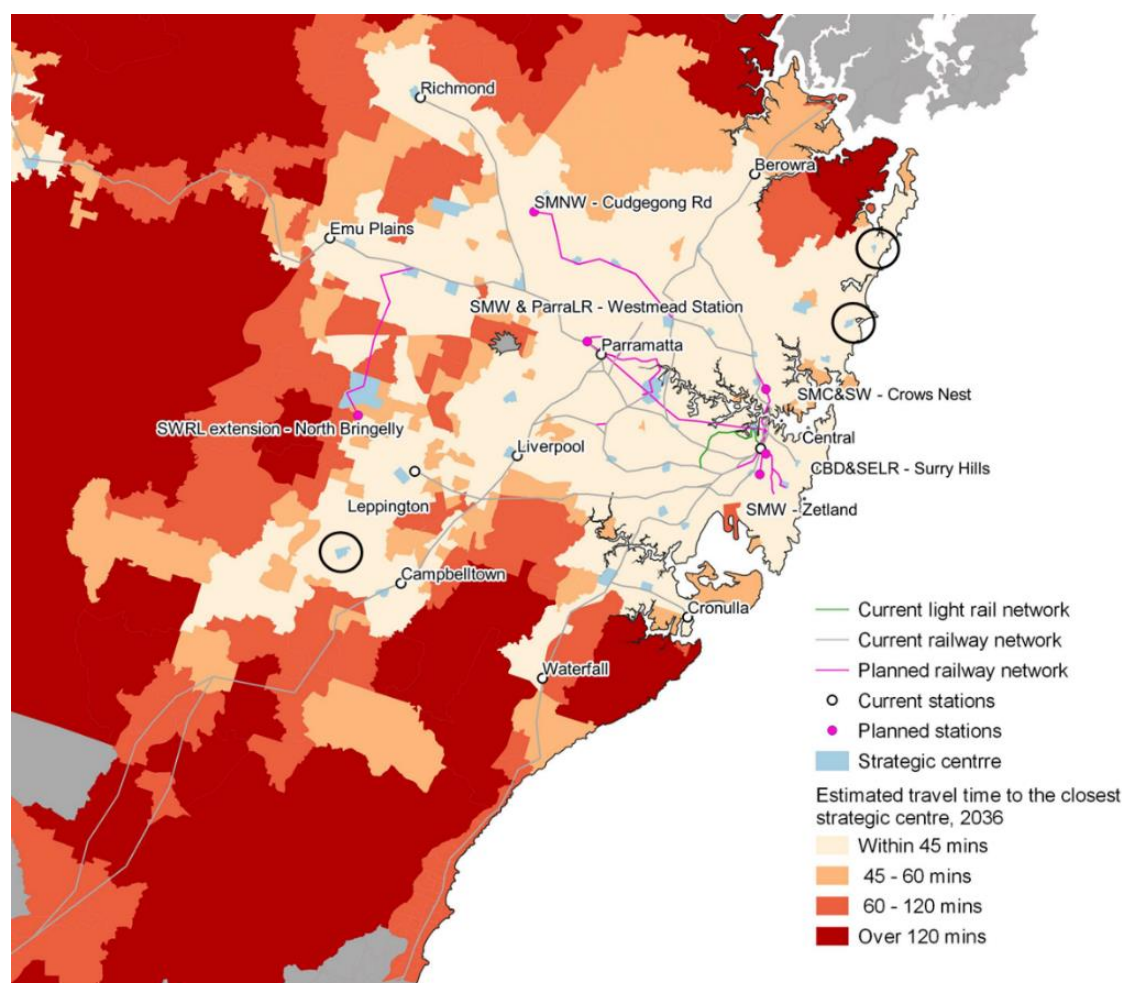 Richmond
Berowra
SMNW - Cudgegong Rd
Emu Plains
SMW & ParraLR - Westmead Station
Parramatta
SMC&SW - Crows Nest
SWRL extension - North Bringelly
Central
Liverpool
CBD&SELR - Surry Hills
Leppington
SMW - Zetland
Campbelltown
Cronulla
Waterfall
Current light rail network
Current railway network
Planned railway network
Current stations
Planned stations
Strategic centrre
Estimated travel time to the closest
strategic centre, 2036
Within 45 mins
45 - 60 mins
60 - 120 mins
Over 120 mins